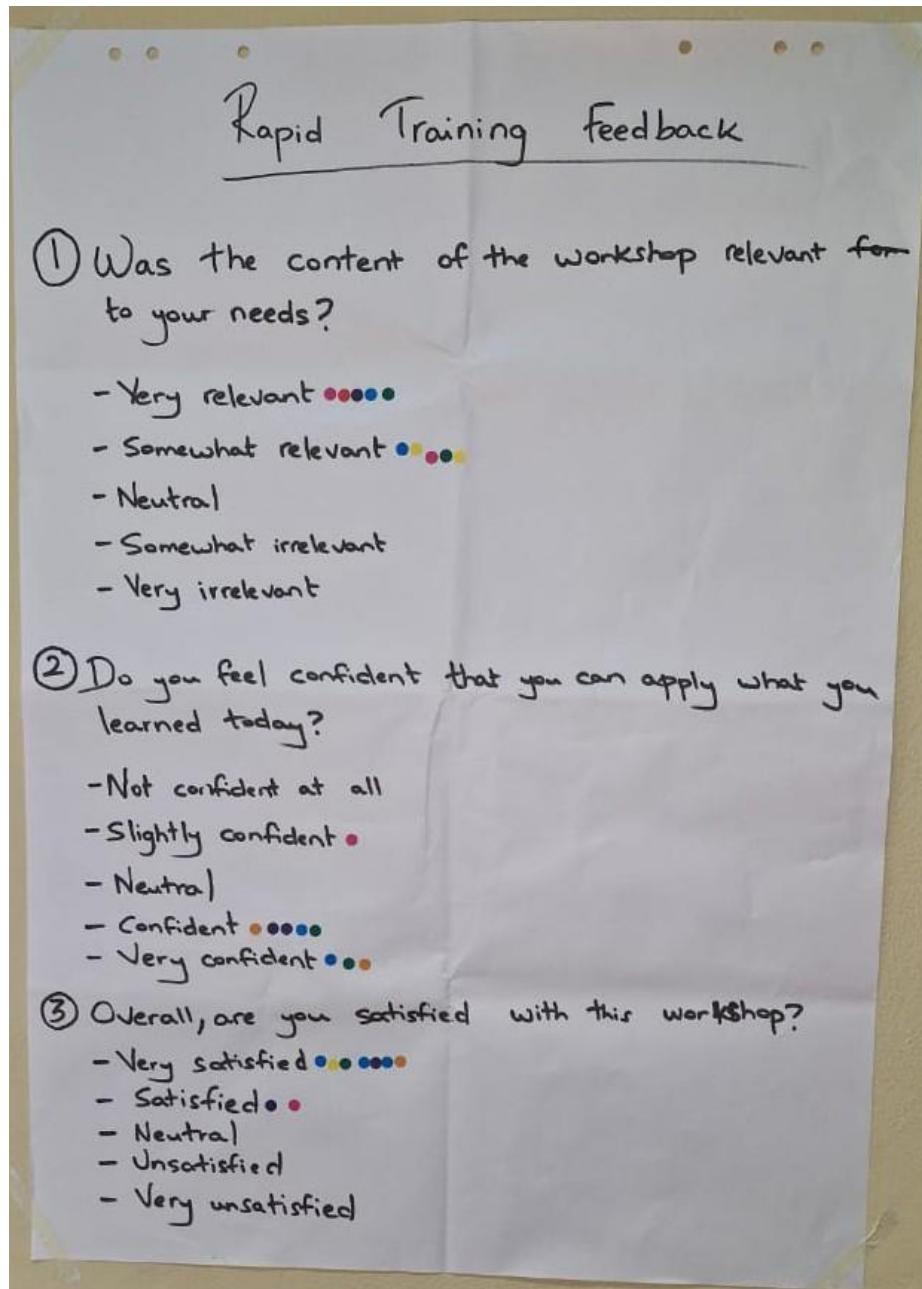 Rapid Training Feedback
① Was the content of the workshop relevant for
to your needs?
- Very relevant
- Somewhat relevant
- Neutral
- Somewhat irrelevant
- Very irrelevant
② Do you feel confident that you can apply what you
learned today?
- Not confident at all
- Slightly confident
- Neutral
- Confident
- Very confident
③ Overall, are you satisfied with this workshop?
- Very satisfied
- Satisfied
- Neutral
- Unsatisfied
- Very unsatisfied